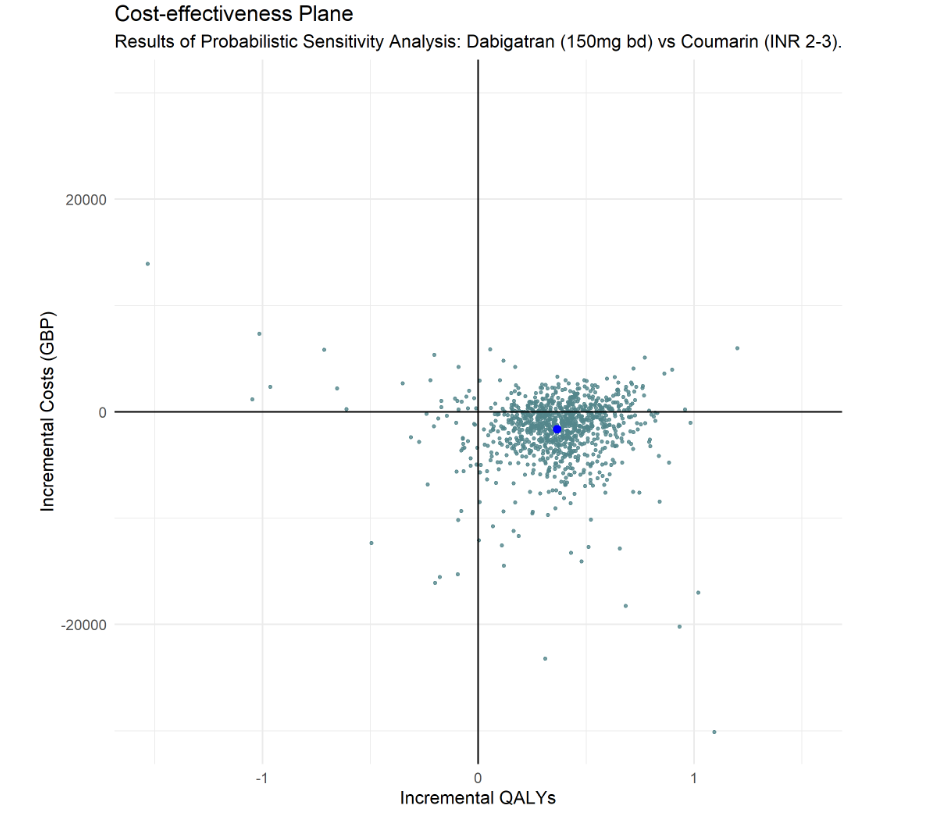 Cost-effectiveness Plane
Results of Probabilistic Sensitivity Analysis: Dabigatran (150mg bd) vs Coumarin (INR 2-3).
Incremental Costs (GBP)
20000
0
-20000
-1
0
1
Incremental QALYs